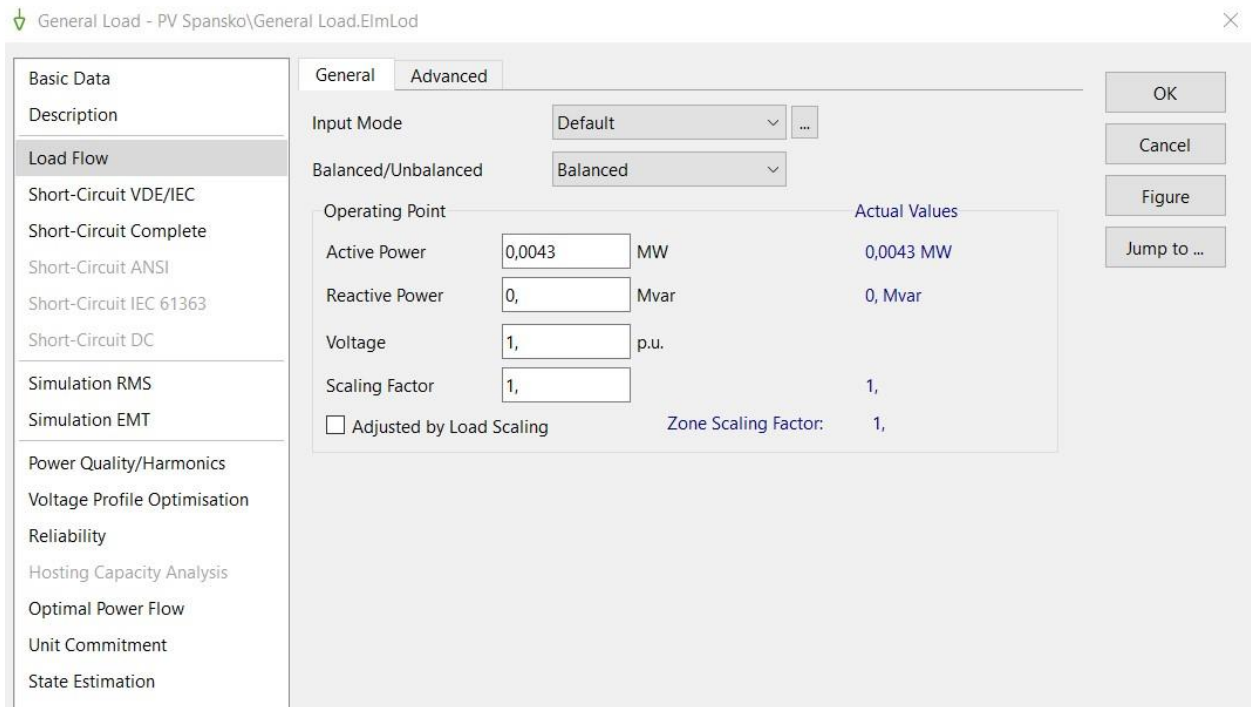 General Load - PV Spansko\General Load.ElmLod
Basic Data
Description
Load Flow
Short-Circuit VDE/IEC
Short-Circuit Complete
Short-Circuit ANSI
Short-Circuit IEC 61363
Short-Circuit DC
Simulation RMS
Simulation EMT
Power Quality/Harmonics
Voltage Profile Optimisation
Reliability
Hosting Capacity Analysis
Optimal Power Flow
Unit Commitment
State Estimation
General Advanced
Input Mode Default ...
Balanced/Unbalanced Balanced
Operating Point Actual Values
Active Power 0,0043 MW 0,0043 MW
Reactive Power 0, Mvar 0, Mvar
Voltage 1, p.u.
Scaling Factor 1, 1,
Adjusted by Load Scaling Zone Scaling Factor: 1,
OK
Cancel
Figure
Jump to ...